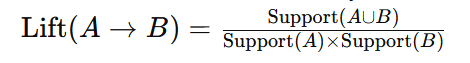 Lift(A → B) = Support(A∪B) / Support(A)×Support(B)